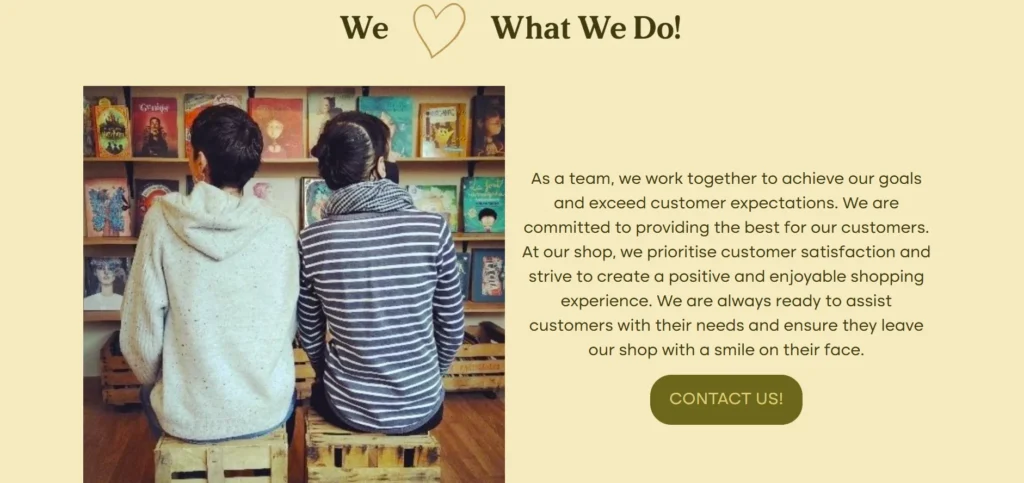 We What We Do!
Gorigge
As a team, we work together to achieve our goals
and exceed customer expectations. We are
committed to providing the best for our customers.
At our shop, we prioritise customer satisfaction and
strive to create a positive and enjoyable shopping
experience. We are always ready to assist
customers with their needs and ensure they leave
our shop with a smile on their face.
CONTACT US!